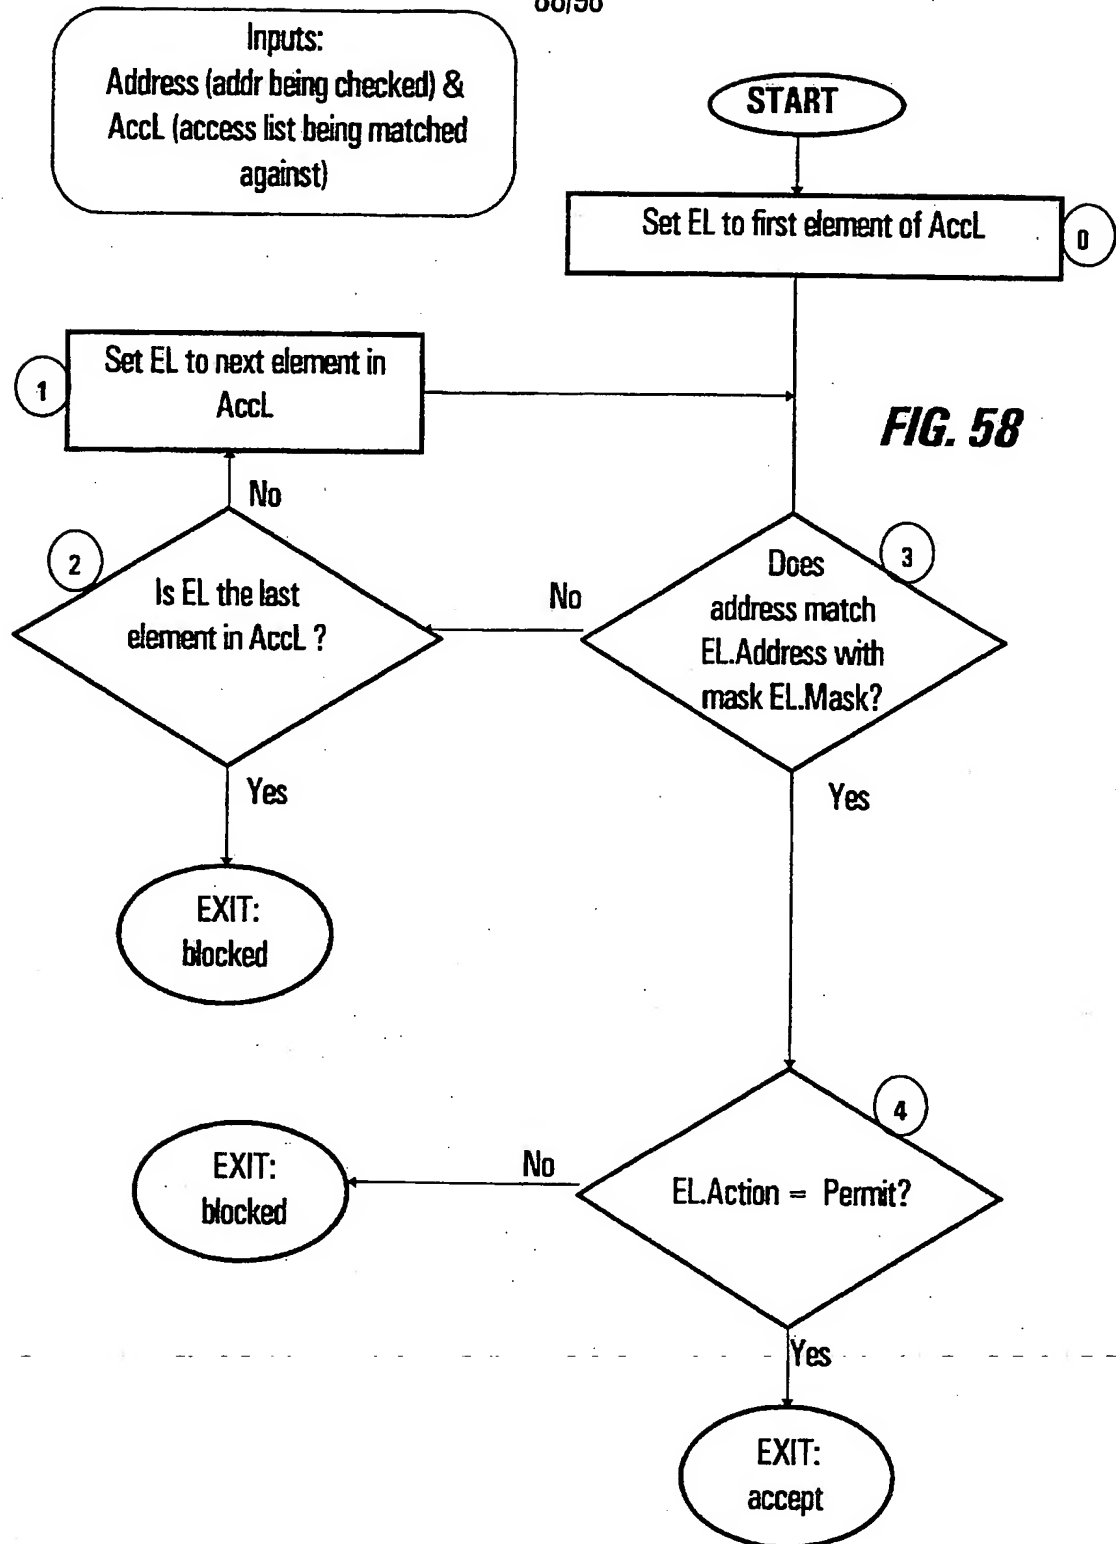 Inputs:
Address (addr being checked) &
AccL (access list being matched
against)
START
Set EL to first element of AccL
0
1
Set EL to next element in
AccL
FIG. 58
No
2
Is EL the last
element in AccL ?
No
3
Does
address match
EL.Address with
mask EL.Mask?
Yes
Yes
EXIT:
blocked
4
EXIT:
blocked
No
EL.Action = Permit?
Yes
EXIT:
accept